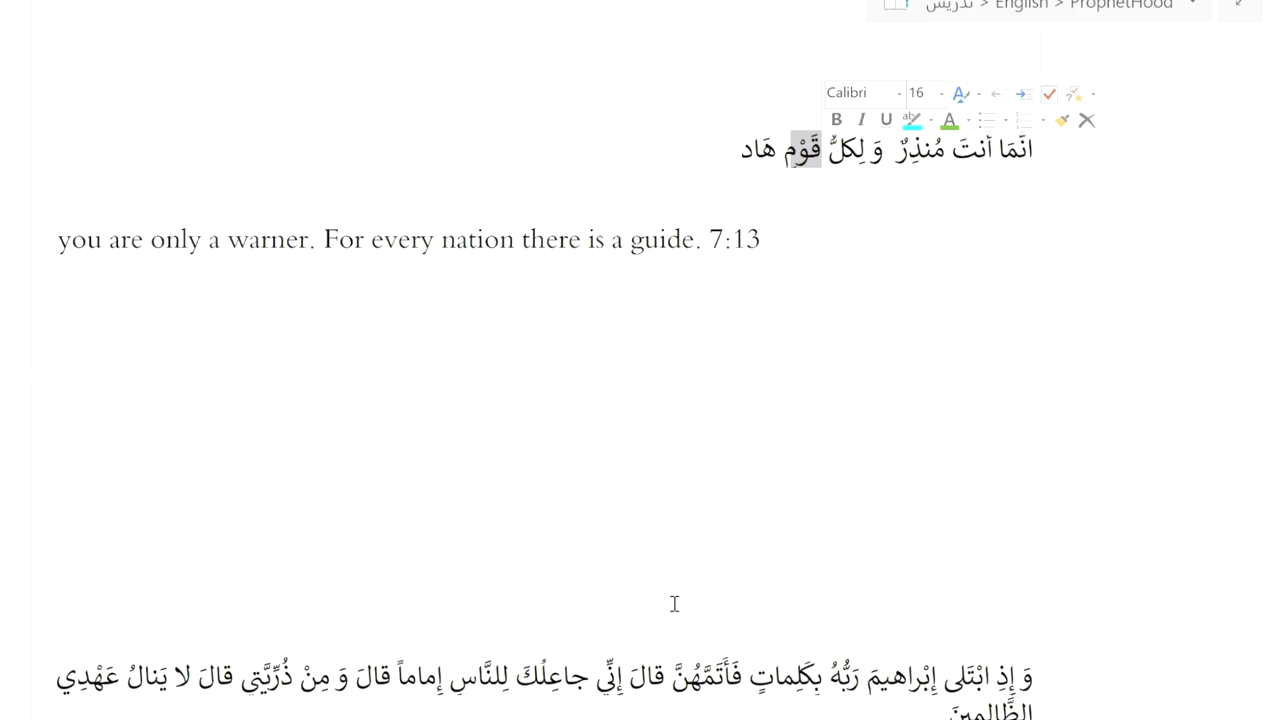 تدريس > English > ProphetHood
Calibri 16
B I U ab A
انّمَا أنتَ مُنذِرٌ وَ لِكلُّ قَوْمٍ هَاد
you are only a warner. For every nation there is a guide. 7:13
وَ إِذِ ابْتَلى إِبْراهيمَ رَبُّهُ بِكَلِماتٍ فَأَتَمَّهُنَّ قالَ إِنِّي جاعِلُكَ لِلنَّاسِ إِماماً قالَ وَ مِنْ ذُرِّيَّتي قالَ لا يَنالُ عَهْدِي
الظَّالِمينَ